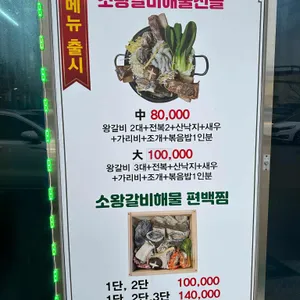 메뉴 출시
소왕갈비해물전골
中 80,000
왕갈비 2대+전복2+산낙지+새우
+가리비+조개+볶음밥1인분
大 100,000
왕갈비 3대+전복+산낙지+새우
+가리비+조개+볶음밥1인분
소왕갈비해물 편백찜
1단, 2단 100,000
1단, 2단,3단 140,000